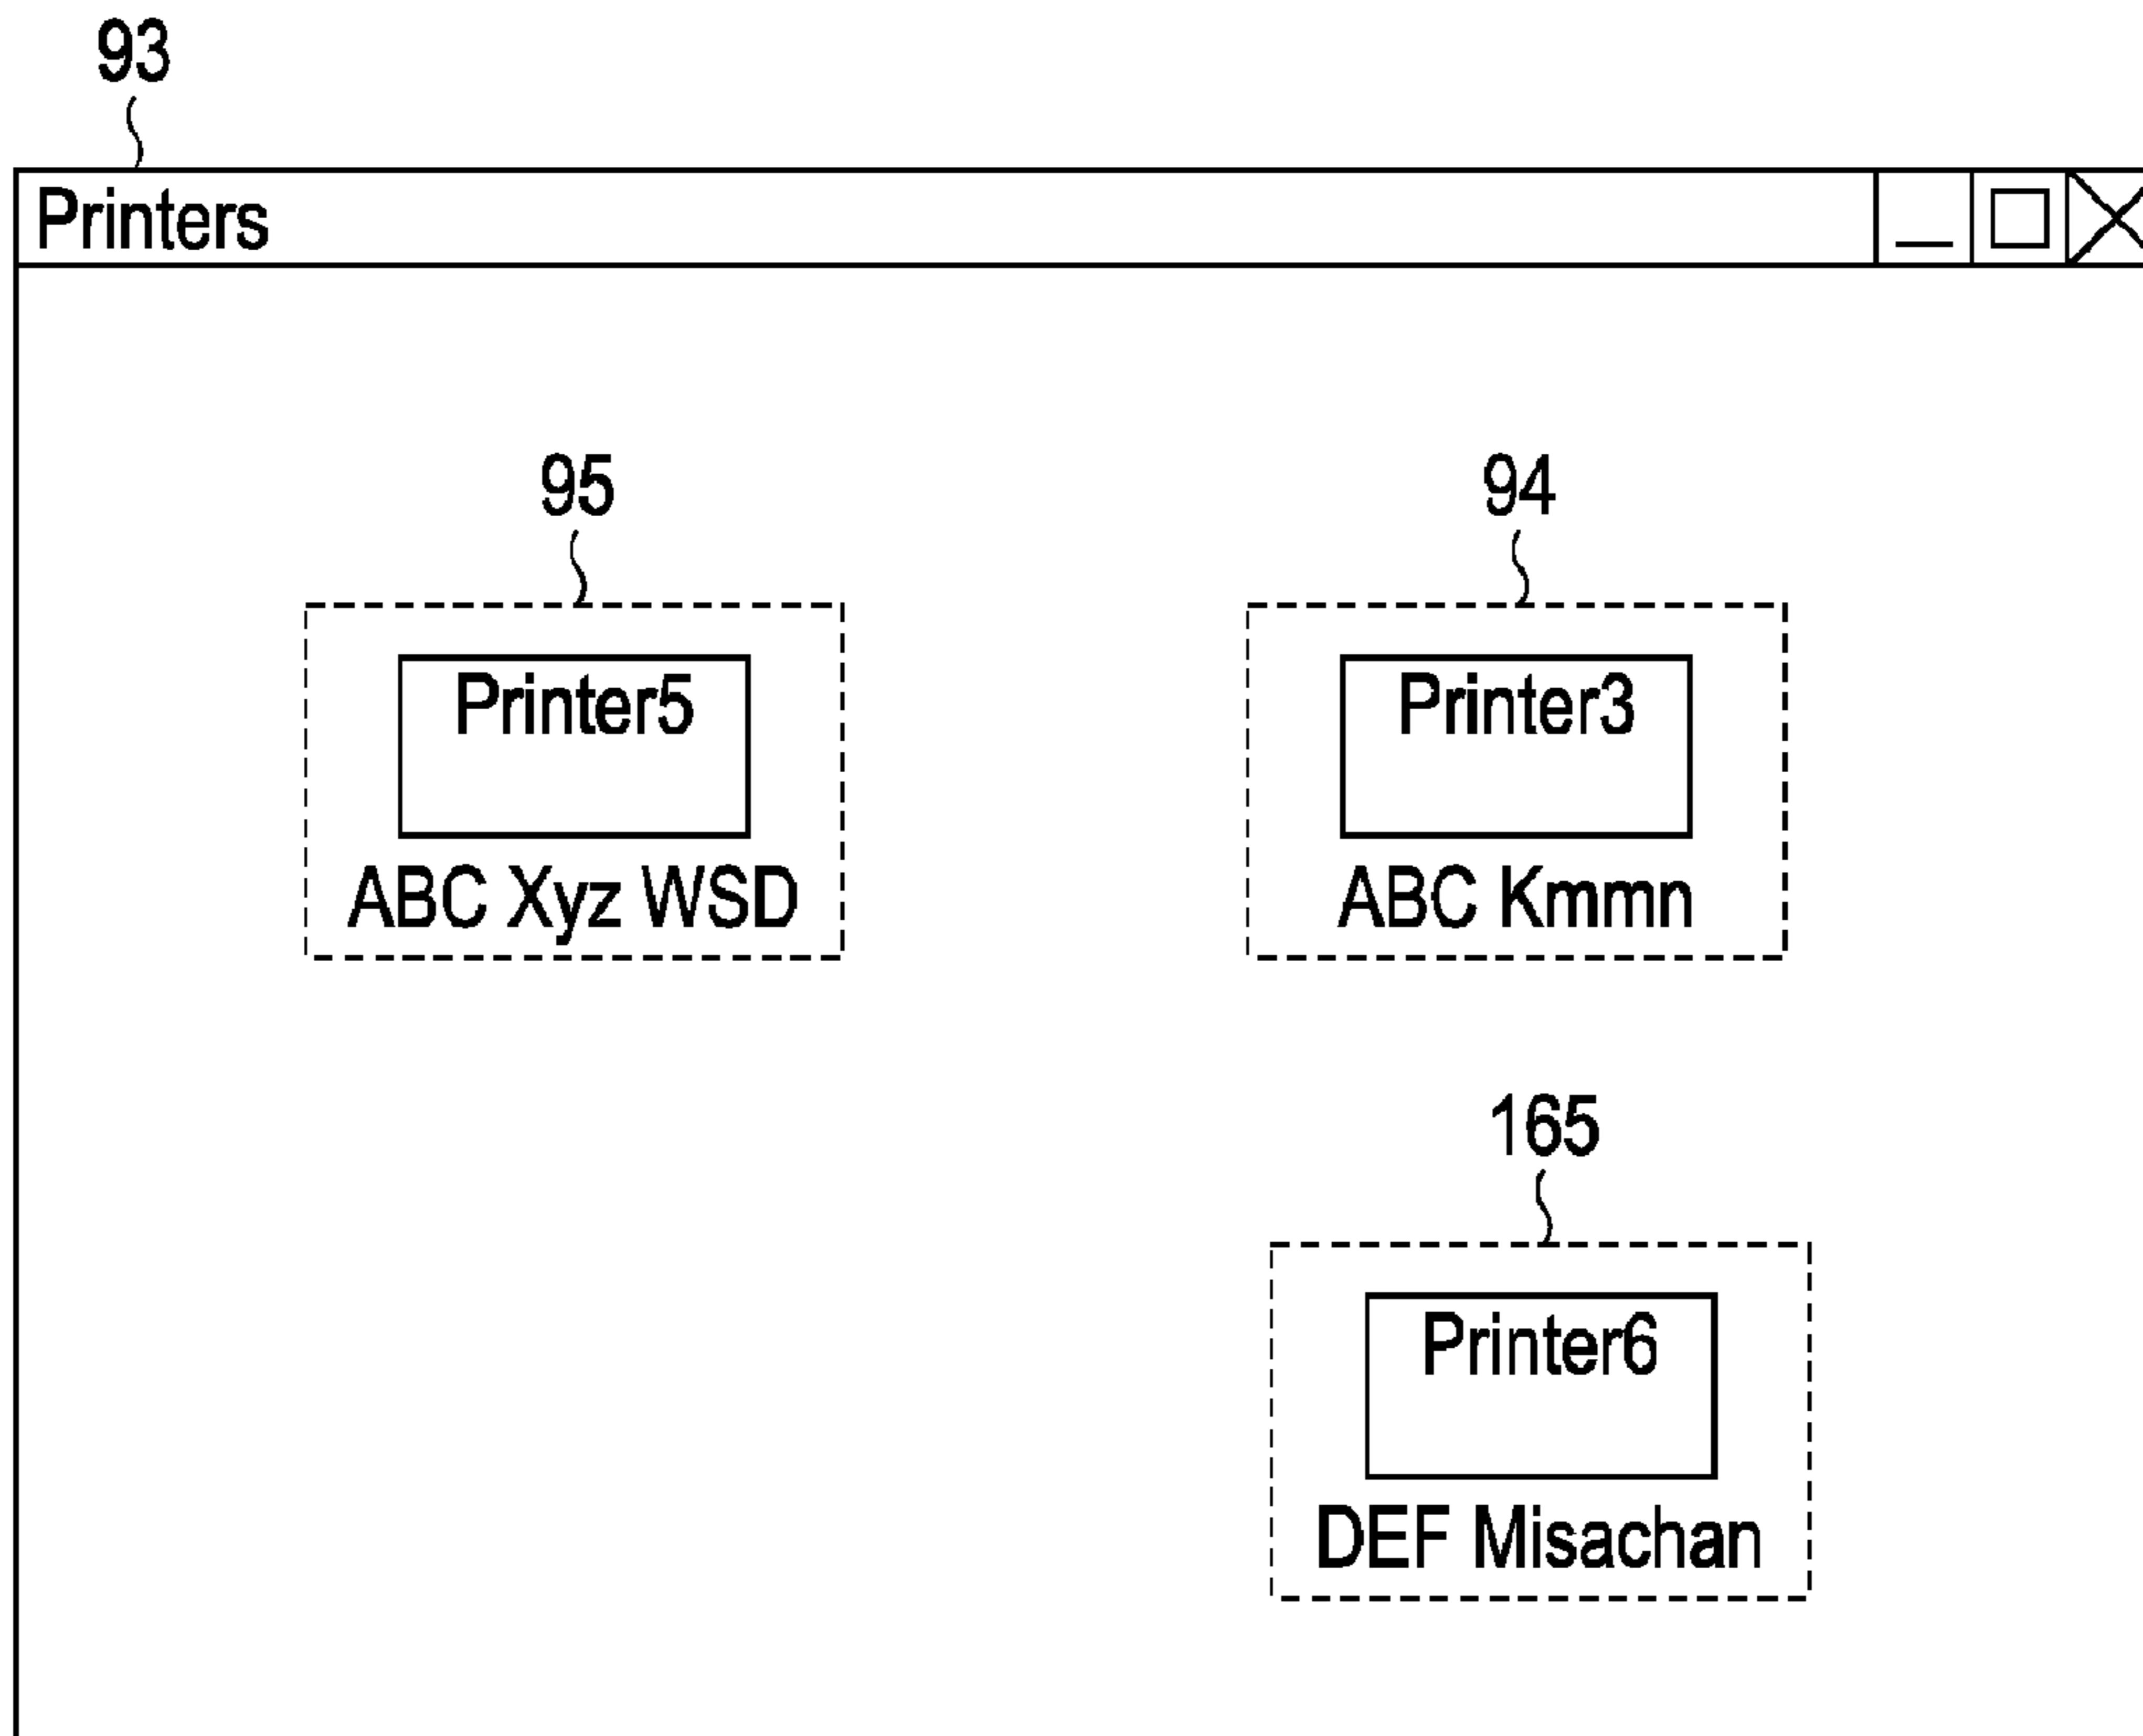 93
Printers
95
94
Printer5
Printer3
ABC Xyz WSD
ABC Kmmn
165
Printer6
DEF Misachan